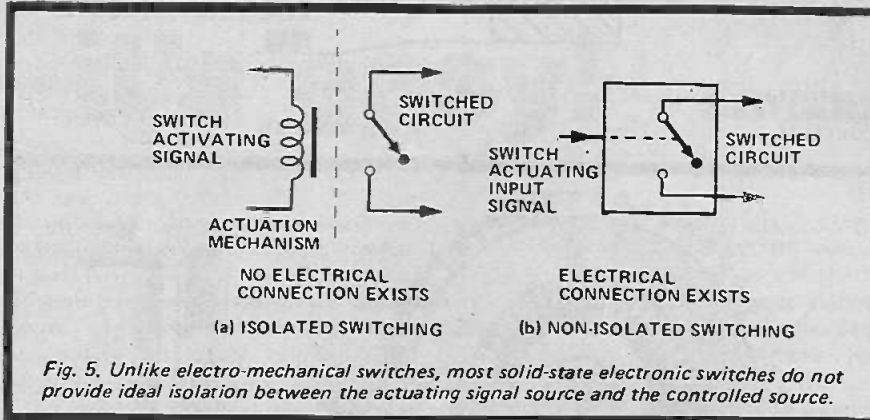 SWITCH
ACTIVATING
SIGNAL
ACTUATION
MECHANISM
SWITCHED
CIRCUIT
NO ELECTRICAL
CONNECTION EXISTS
(a) ISOLATED SWITCHING
SWITCH
ACTUATING
INPUT
SIGNAL
SWITCHED
CIRCUIT
ELECTRICAL
CONNECTION EXISTS
(b) NON-ISOLATED SWITCHING
Fig. 5. Unlike electro-mechanical switches, most solid-state electronic switches do not
provide ideal isolation between the actuating signal source and the controlled source.